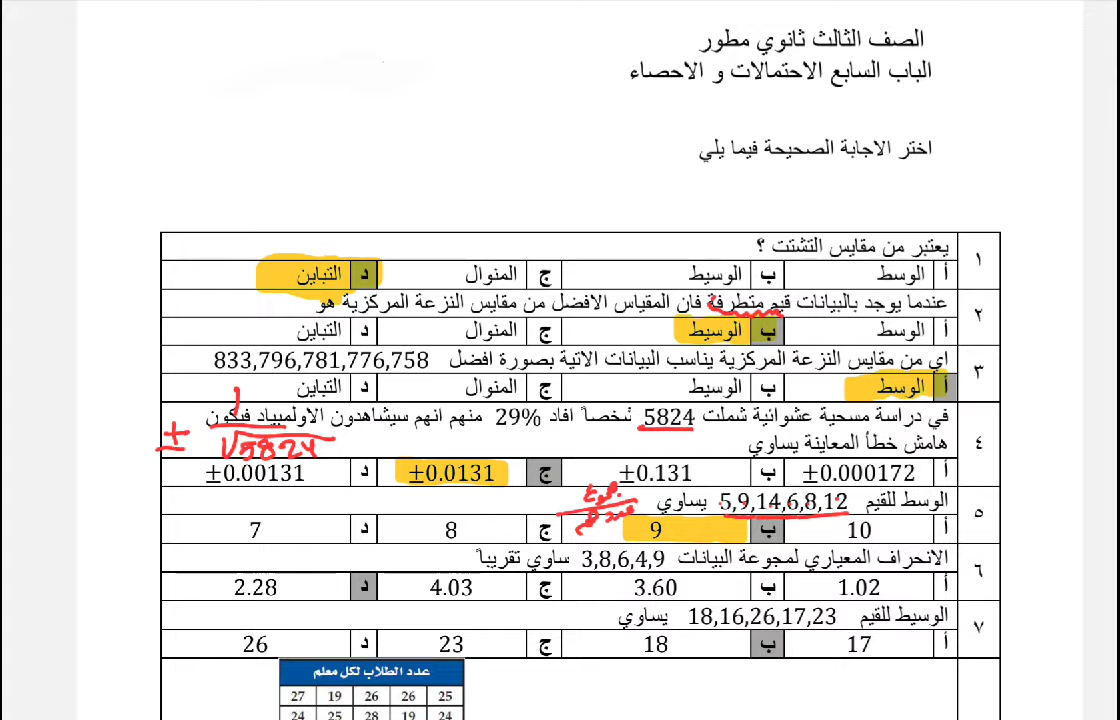 الصف الثالث ثانوي مطور
الباب السابع الاحتمالات و الاحصاء
اختر الاجابة الصحيحة فيما يلي
١ يعتبر من مقايس التشتت ؟
أ الوسط ب الوسيط ج المنوال د التباين
٢ عندما يوجد بالبيانات قيم متطرفة فان المقياس الافضل من مقايس النزعة المركزية هو
أ الوسط ب الوسيط ج المنوال د التباين
٣ اي من مقايس النزعة المركزية يناسب البيانات الاتية بصورة افضل 833,796,781,776,758
أ الوسط ب الوسيط ج المنوال د التباين
٤ في دراسة مسحية عشوائية شملت 5824 شخصاً افاد 29% منهم انهم سيشاهدون الاولمبياد فيكون
هامش خطأ المعاينة يساوي
± 1 √5824
أ ±0.000172 ب ±0.131 ج ±0.0131 د ±0.00131
٥ الوسط للقيم 5,9,14,6,8,12 يساوي
أ 10 ب 9 ج 8 د 7
٦ الانحراف المعياري لمجوعة البيانات 3,8,6,4,9 ساوي تقريباً
أ 1.02 ب 3.60 ج 4.03 د 2.28
٧ الوسيط للقيم 18,16,26,17,23 يساوي
أ 17 ب 18 ج 23 د 26
عدد الطلاب لكل معلم
27 19 26 26 25
24 25 28 19 24